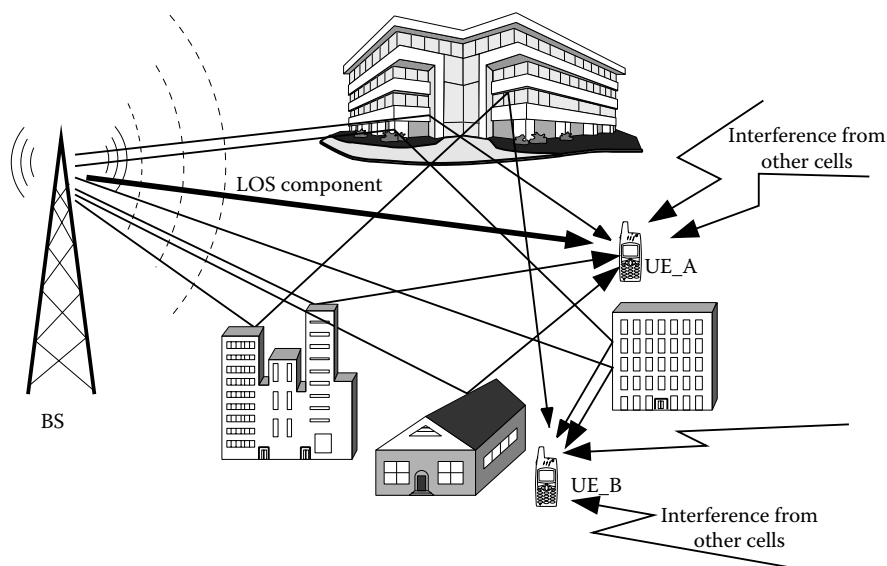 Interference from
other cells
LOS component
UE_A
BS
UE_B
Interference from
other cells